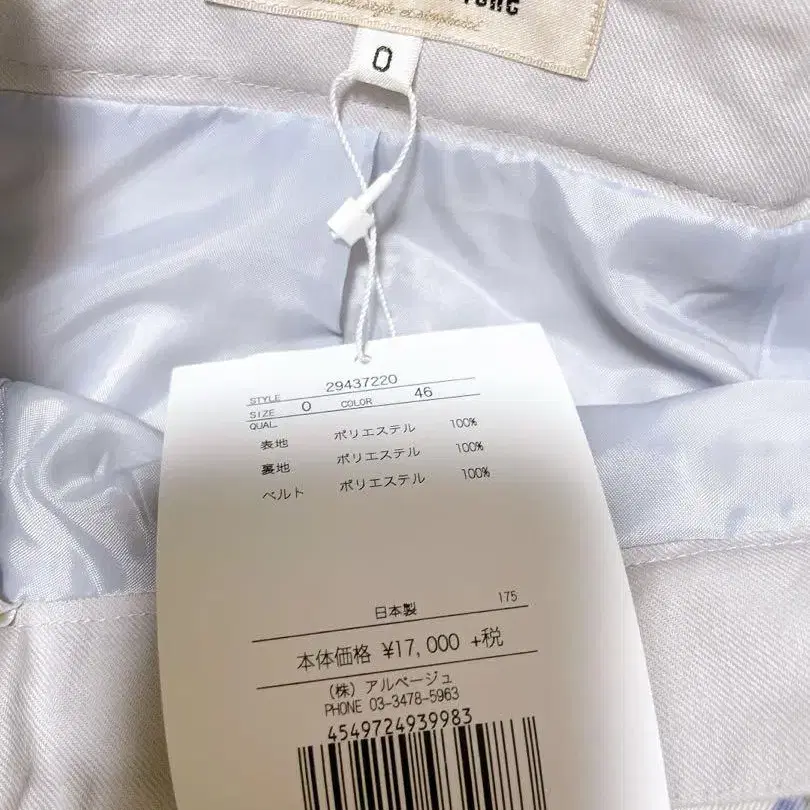 0
STYLE 29437220
SIZE 0 COLOR 46
QUAL.
表地 ポリエステル 100%
裏地 ポリエステル 100%
ベルト ポリエステル 100%
日本製 175
本体価格 ¥17,000 +税
(株) アルページュ
PHONE 03-3478-5963
4549724939983